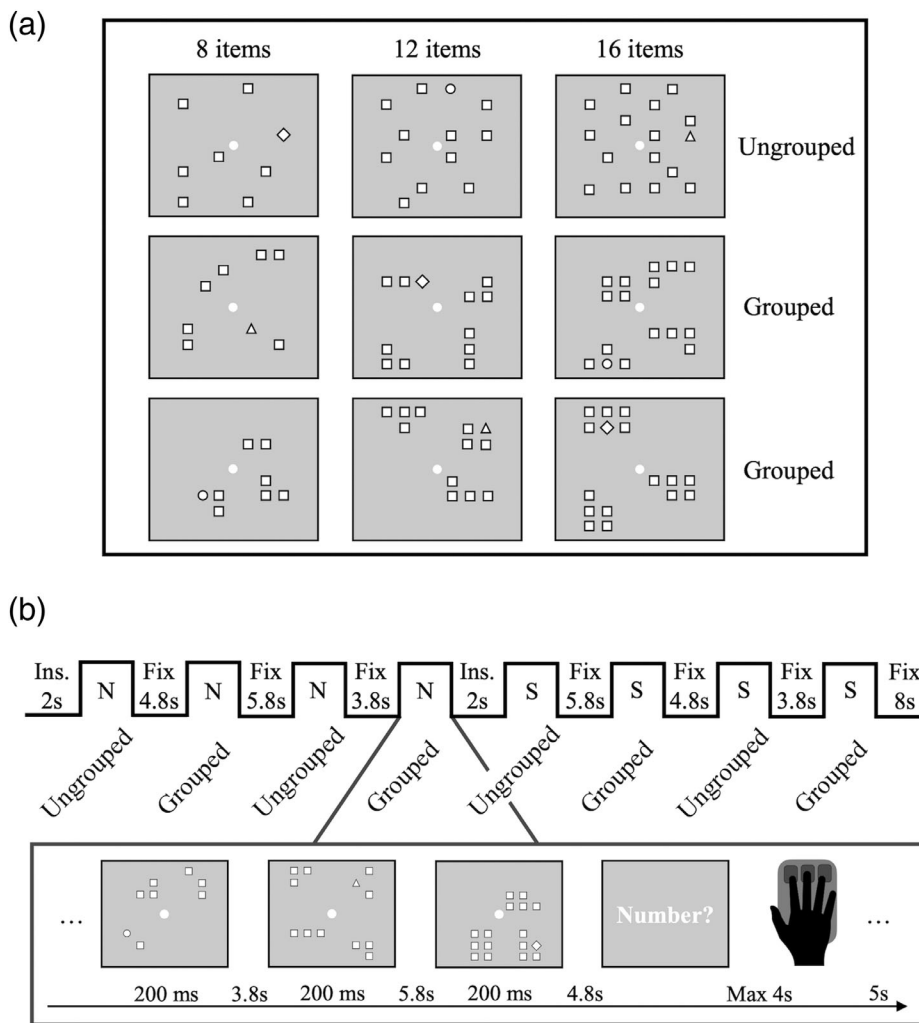 (a)
8 items 12 items 16 items
Ungrouped
Grouped
Grouped
(b)
Ins. Fix Fix Fix Ins. Fix Fix Fix Fix
2s N 4.8s N 5.8s N 3.8s N 2s S 5.8s S 4.8s S 3.8s S 8s
Ungrouped Grouped Ungrouped Grouped Ungrouped Grouped Ungrouped Grouped
... Number? ...
200 ms 3.8s 200 ms 5.8s 200 ms 4.8s Max 4s 5s